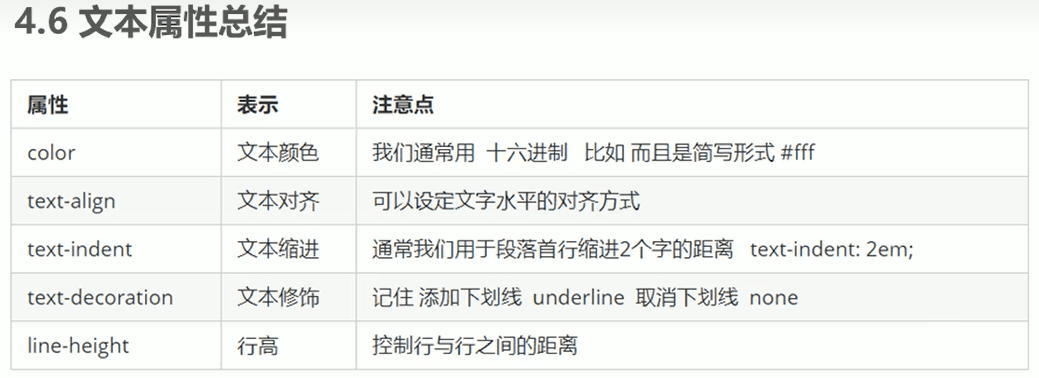 4.6 文本属性总结
属性 表示 注意点
color 文本颜色 我们通常用 十六进制 比如 而且是简写形式 #fff
text-align 文本对齐 可以设定文字水平的对齐方式
text-indent 文本缩进 通常我们用于段落首行缩进2个字的距离 text-indent: 2em;
text-decoration 文本修饰 记住 添加下划线 underline 取消下划线 none
line-height 行高 控制行与行之间的距离